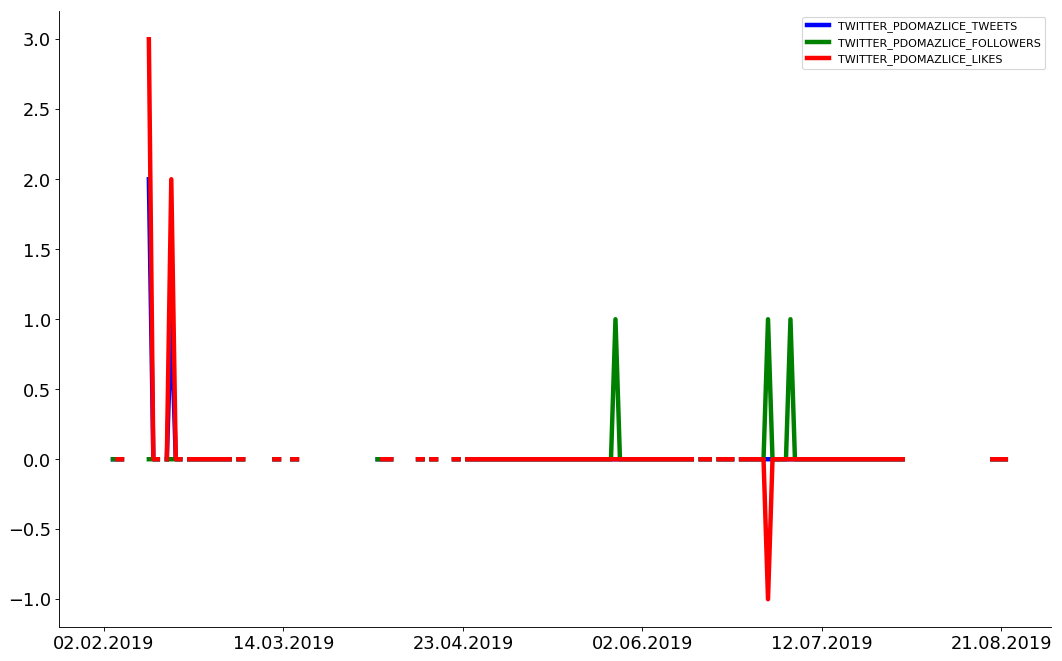 TWITTER_PDOMAZLICE_TWEETS
TWITTER_PDOMAZLICE_FOLLOWERS
TWITTER_PDOMAZLICE_LIKES
3.0
2.5
2.0
1.5
1.0
0.5
0.0
−0.5
−1.0
02.02.2019 14.03.2019 23.04.2019 02.06.2019 12.07.2019 21.08.2019